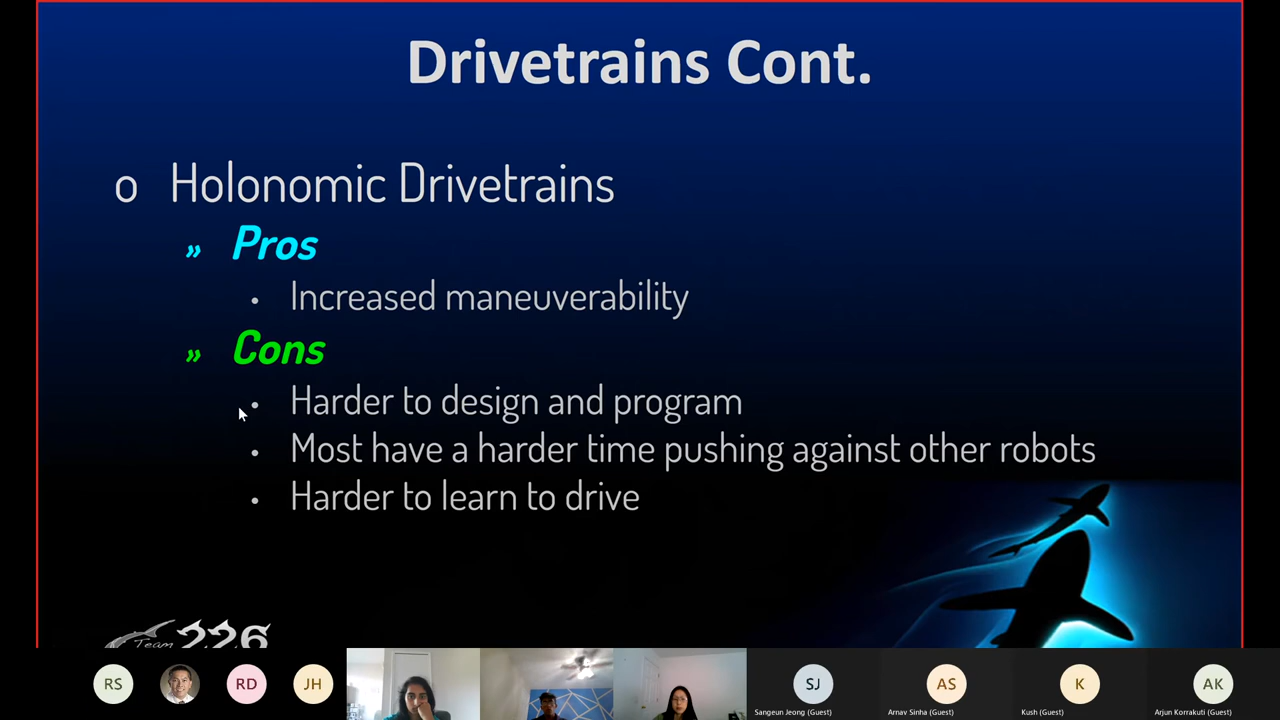 Drivetrains Cont.
o Holonomic Drivetrains
» Pros
• Increased maneuverability
» Cons
• Harder to design and program
• Most have a harder time pushing against other robots
• Harder to learn to drive
Team 226
RS
RD
JH
SJ
AS
K
AK
Sangeun Jeong (Guest)
Arnav Sinha (Guest)
Kush (Guest)
Arjun Korrakuti (Guest)